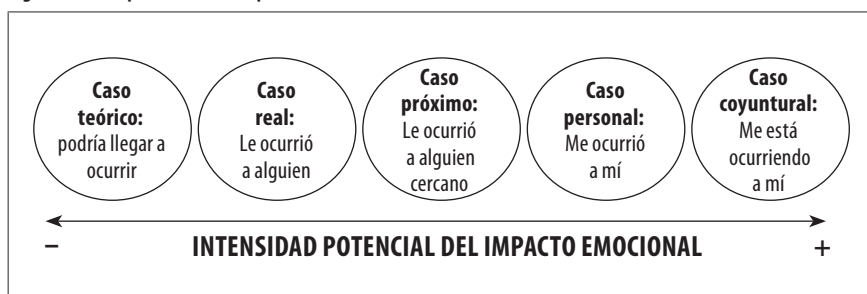 Caso
teórico:
podría llegar a
ocurrir
Caso
real:
Le ocurrió
a alguien
Caso
próximo:
Le ocurrió
a alguien
cercano
Caso
personal:
Me ocurrió
a mí
Caso
coyuntural:
Me está
ocurriendo
a mí
– INTENSIDAD POTENCIAL DEL IMPACTO EMOCIONAL +